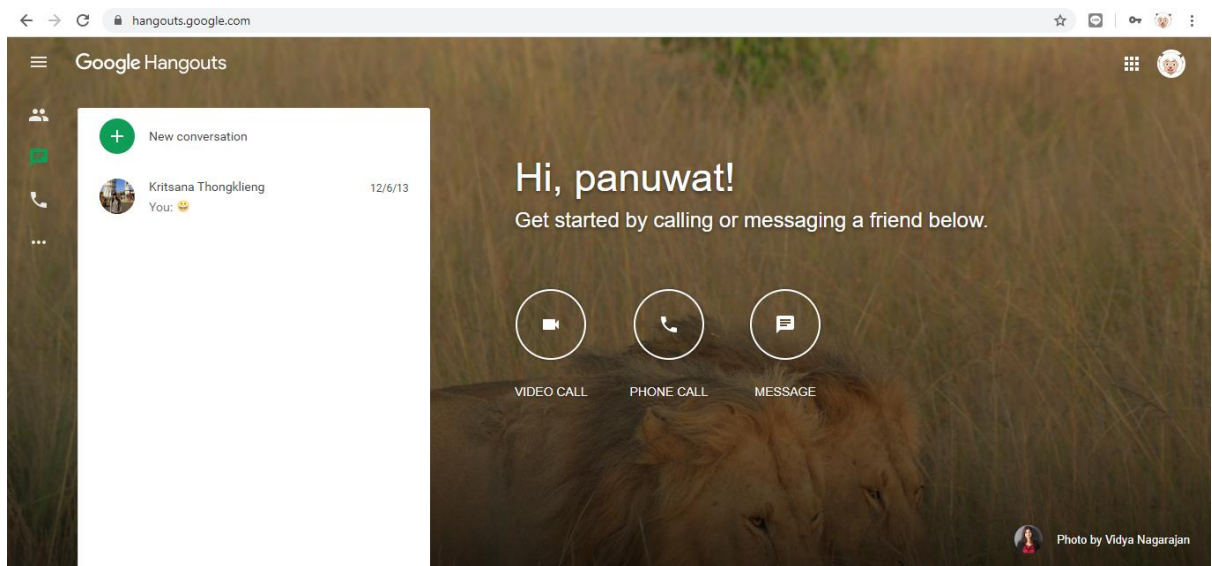 hangouts.google.com
Google Hangouts
New conversation
Kritsana Thongklieng 12/6/13
You: 😀
Hi, panuwat!
Get started by calling or messaging a friend below.
VIDEO CALL PHONE CALL MESSAGE
Photo by Vidya Nagarajan